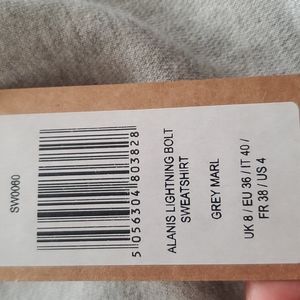 SW0080
5 056304 803828
ALANIS LIGHTNING BOLT
SWEATSHIRT
GREY MARL
UK 8 / EU 36 / IT 40 /
FR 38 / US 4